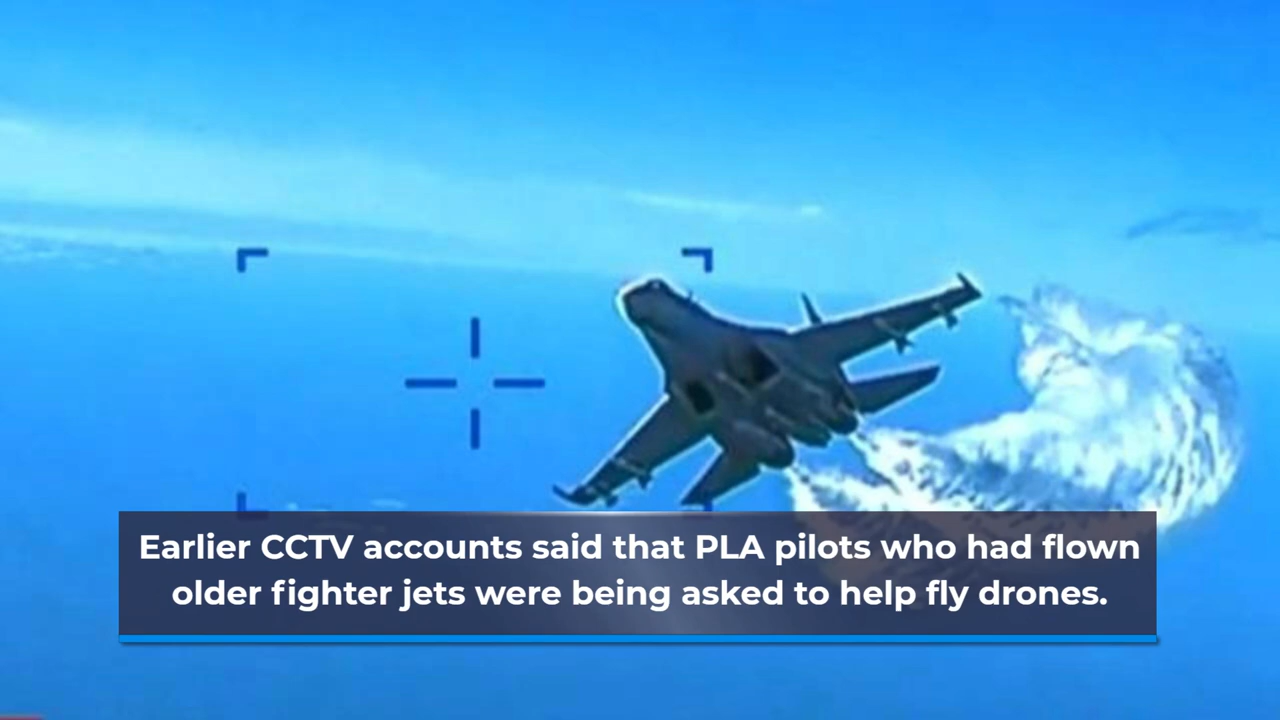 Earlier CCTV accounts said that PLA pilots who had flown
older fighter jets were being asked to help fly drones.